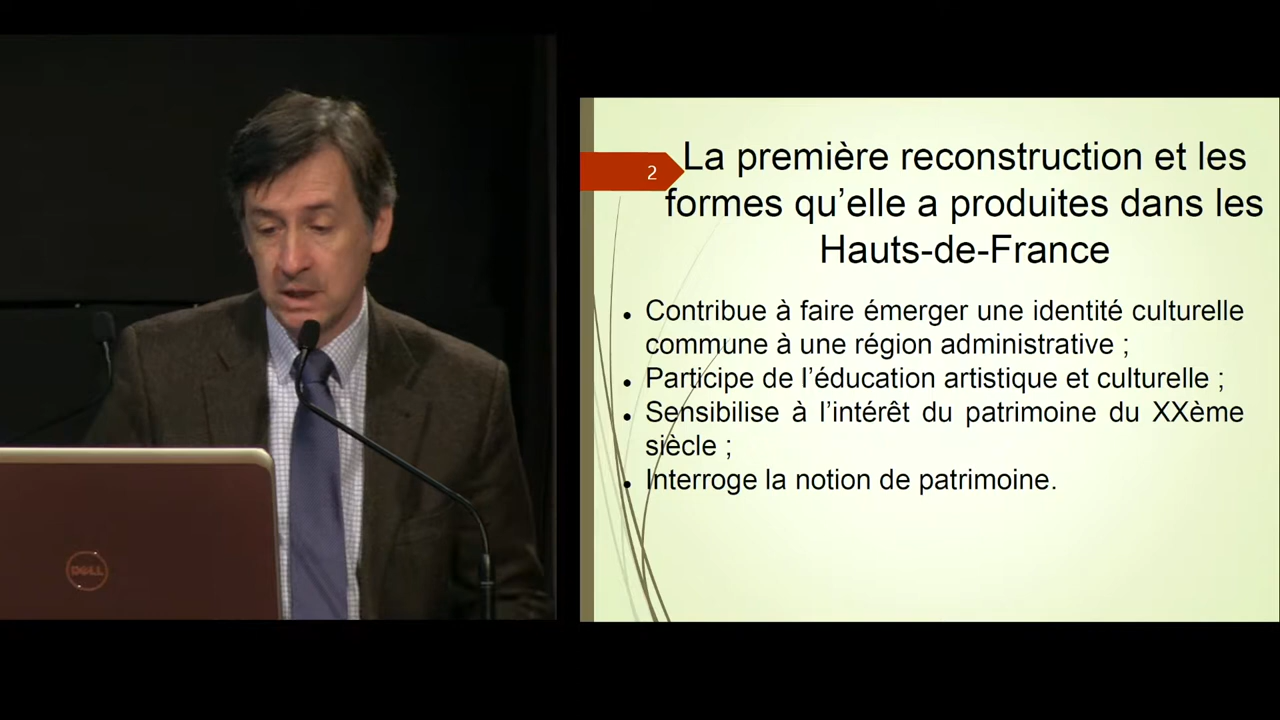 2
La première reconstruction et les
formes qu’elle a produites dans les
Hauts-de-France
• Contribue à faire émerger une identité culturelle
commune à une région administrative ;
• Participe de l’éducation artistique et culturelle ;
• Sensibilise à l’intérêt du patrimoine du XXème
siècle ;
• Interroge la notion de patrimoine.
DELL